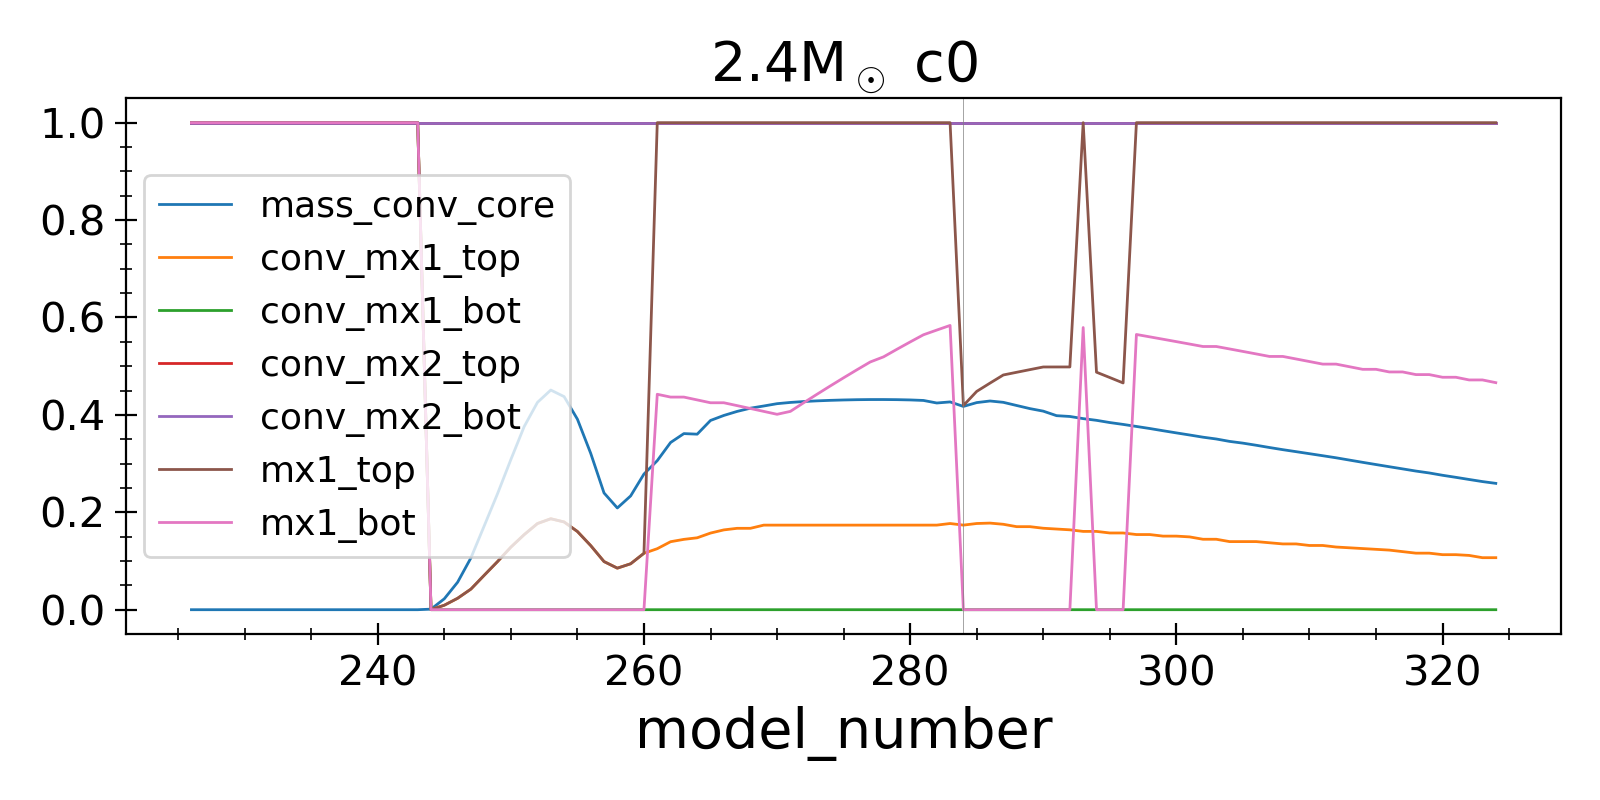 2.4M☉ c0
1.0
0.8
0.6
0.4
0.2
0.0
mass_conv_core
conv_mx1_top
conv_mx1_bot
conv_mx2_top
conv_mx2_bot
mx1_top
mx1_bot
240 260 280 300 320
model_number